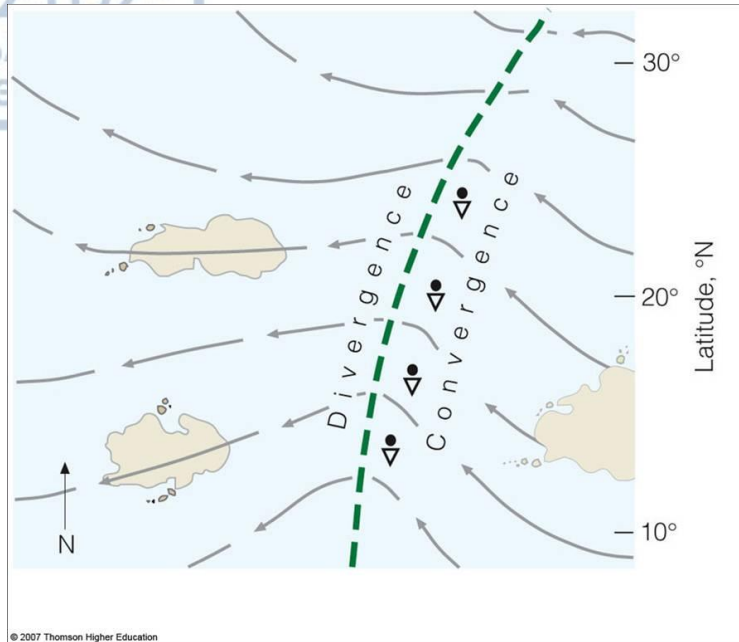 30°
Divergence
Convergence
20°
Latitude, °N
N
10°
© 2007 Thomson Higher Education